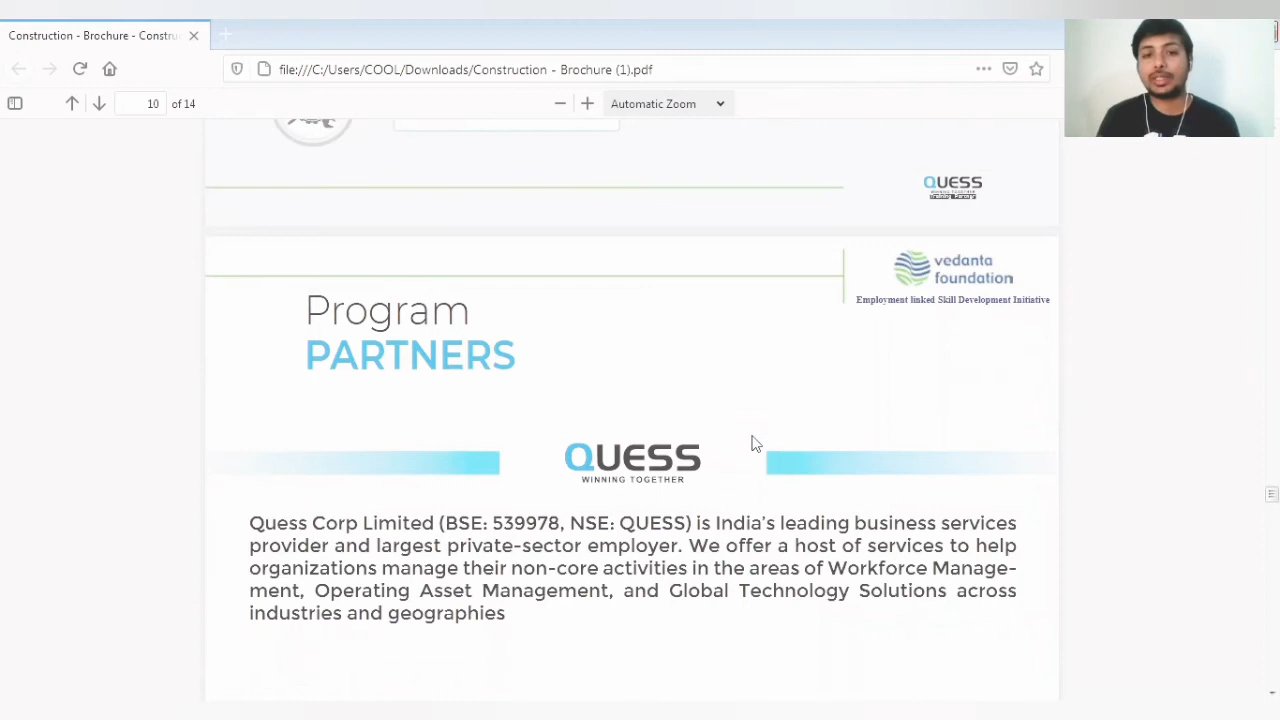 Construction - Brochure - Constru
file:///C:/Users/COOL/Downloads/Construction - Brochure (1).pdf
10 of 14
Automatic Zoom
QUESS
WINNING TOGETHER
vedanta
foundation
Employment linked Skill Development Initiative
Program
PARTNERS
QUESS
WINNING TOGETHER
Quess Corp Limited (BSE: 539978, NSE: QUESS) is India's leading business services
provider and largest private-sector employer. We offer a host of services to help
organizations manage their non-core activities in the areas of Workforce Manage-
ment, Operating Asset Management, and Global Technology Solutions across
industries and geographies